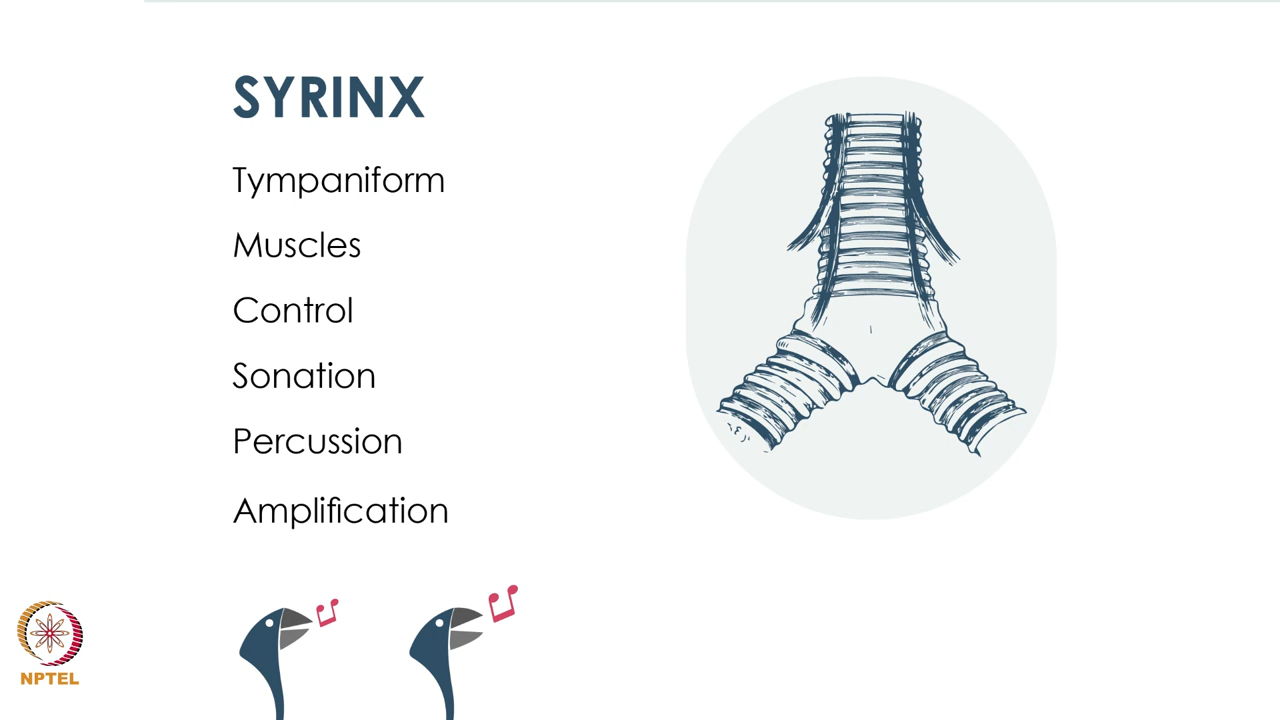 SYRINX
Tympaniform
Muscles
Control
Sonation
Percussion
Amplification
NPTEL